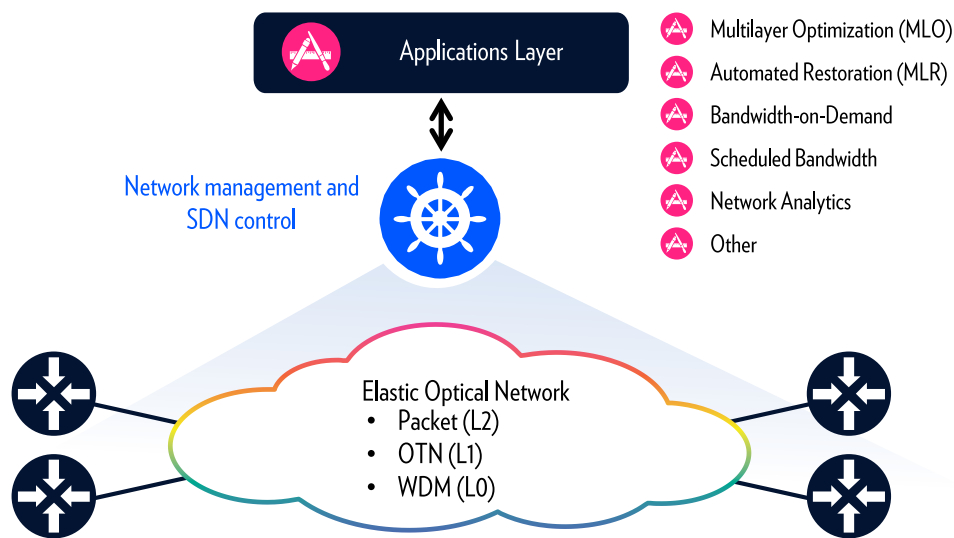 Applications Layer
Multilayer Optimization (MLO)
Automated Restoration (MLR)
Bandwidth-on-Demand
Scheduled Bandwidth
Network Analytics
Other
Network management and
SDN control
Elastic Optical Network
• Packet (L2)
• OTN (L1)
• WDM (L0)